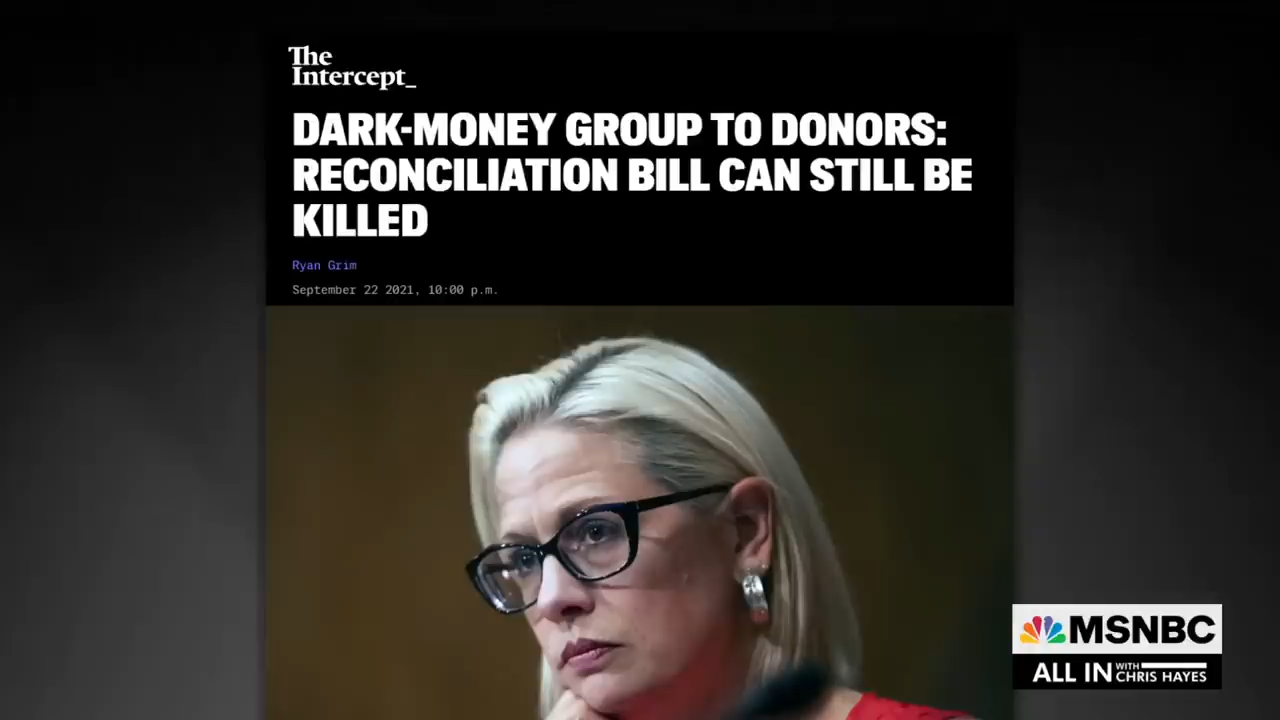 The
Intercept_
DARK-MONEY GROUP TO DONORS:
RECONCILIATION BILL CAN STILL BE
KILLED
Ryan Grim
September 22 2021, 10:00 p.m.
MSNBC
ALL IN WITH CHRIS HAYES